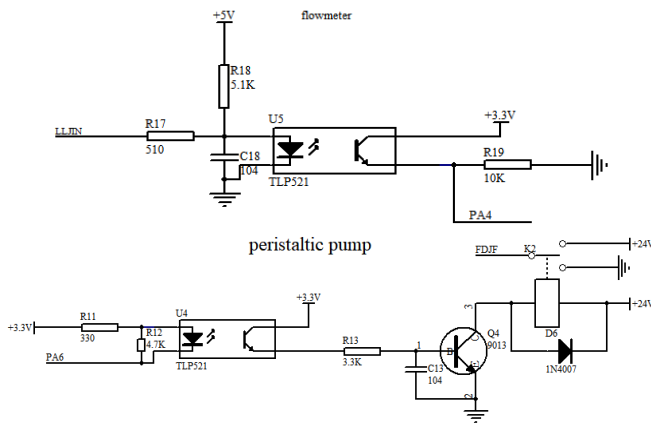 +5V
flowmeter
R18
5.1K
U5
+3.3V
LLJIN
R17
510
C18
104
R19
10K
TLP521
PA4
peristaltic pump
FDJF
K2
+24V
+24V
+3.3V
U4
+3.3V
R11
330
R12
4.7K
PA6
TLP521
R13
3.3K
1
B
C
E
3
2
Q4
9013
C13
104
D6
1N4007